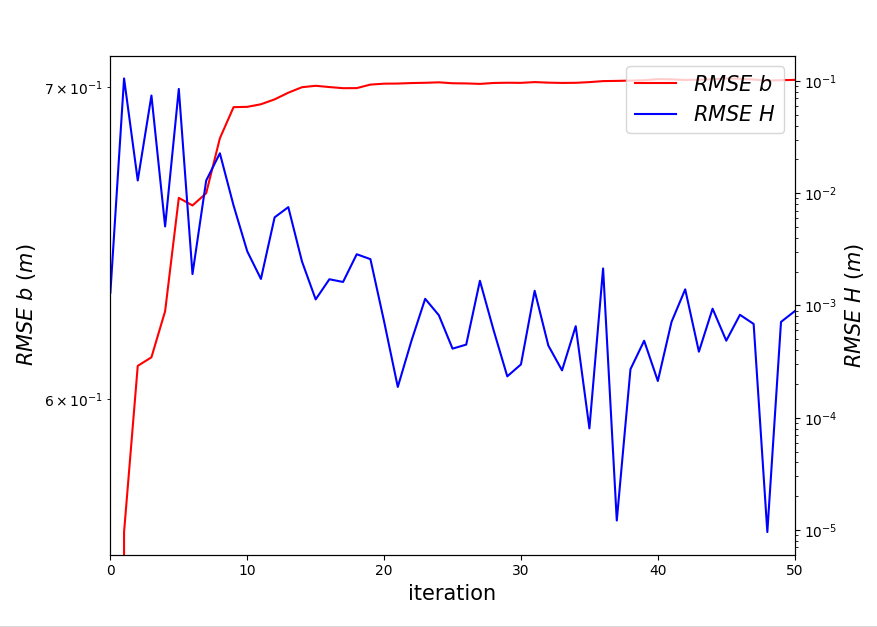 7 × 10⁻¹
6 × 10⁻¹
RMSE b (m)
RMSE b
RMSE H
10⁻¹
10⁻²
10⁻³
10⁻⁴
10⁻⁵
RMSE H (m)
0 10 20 30 40 50
iteration